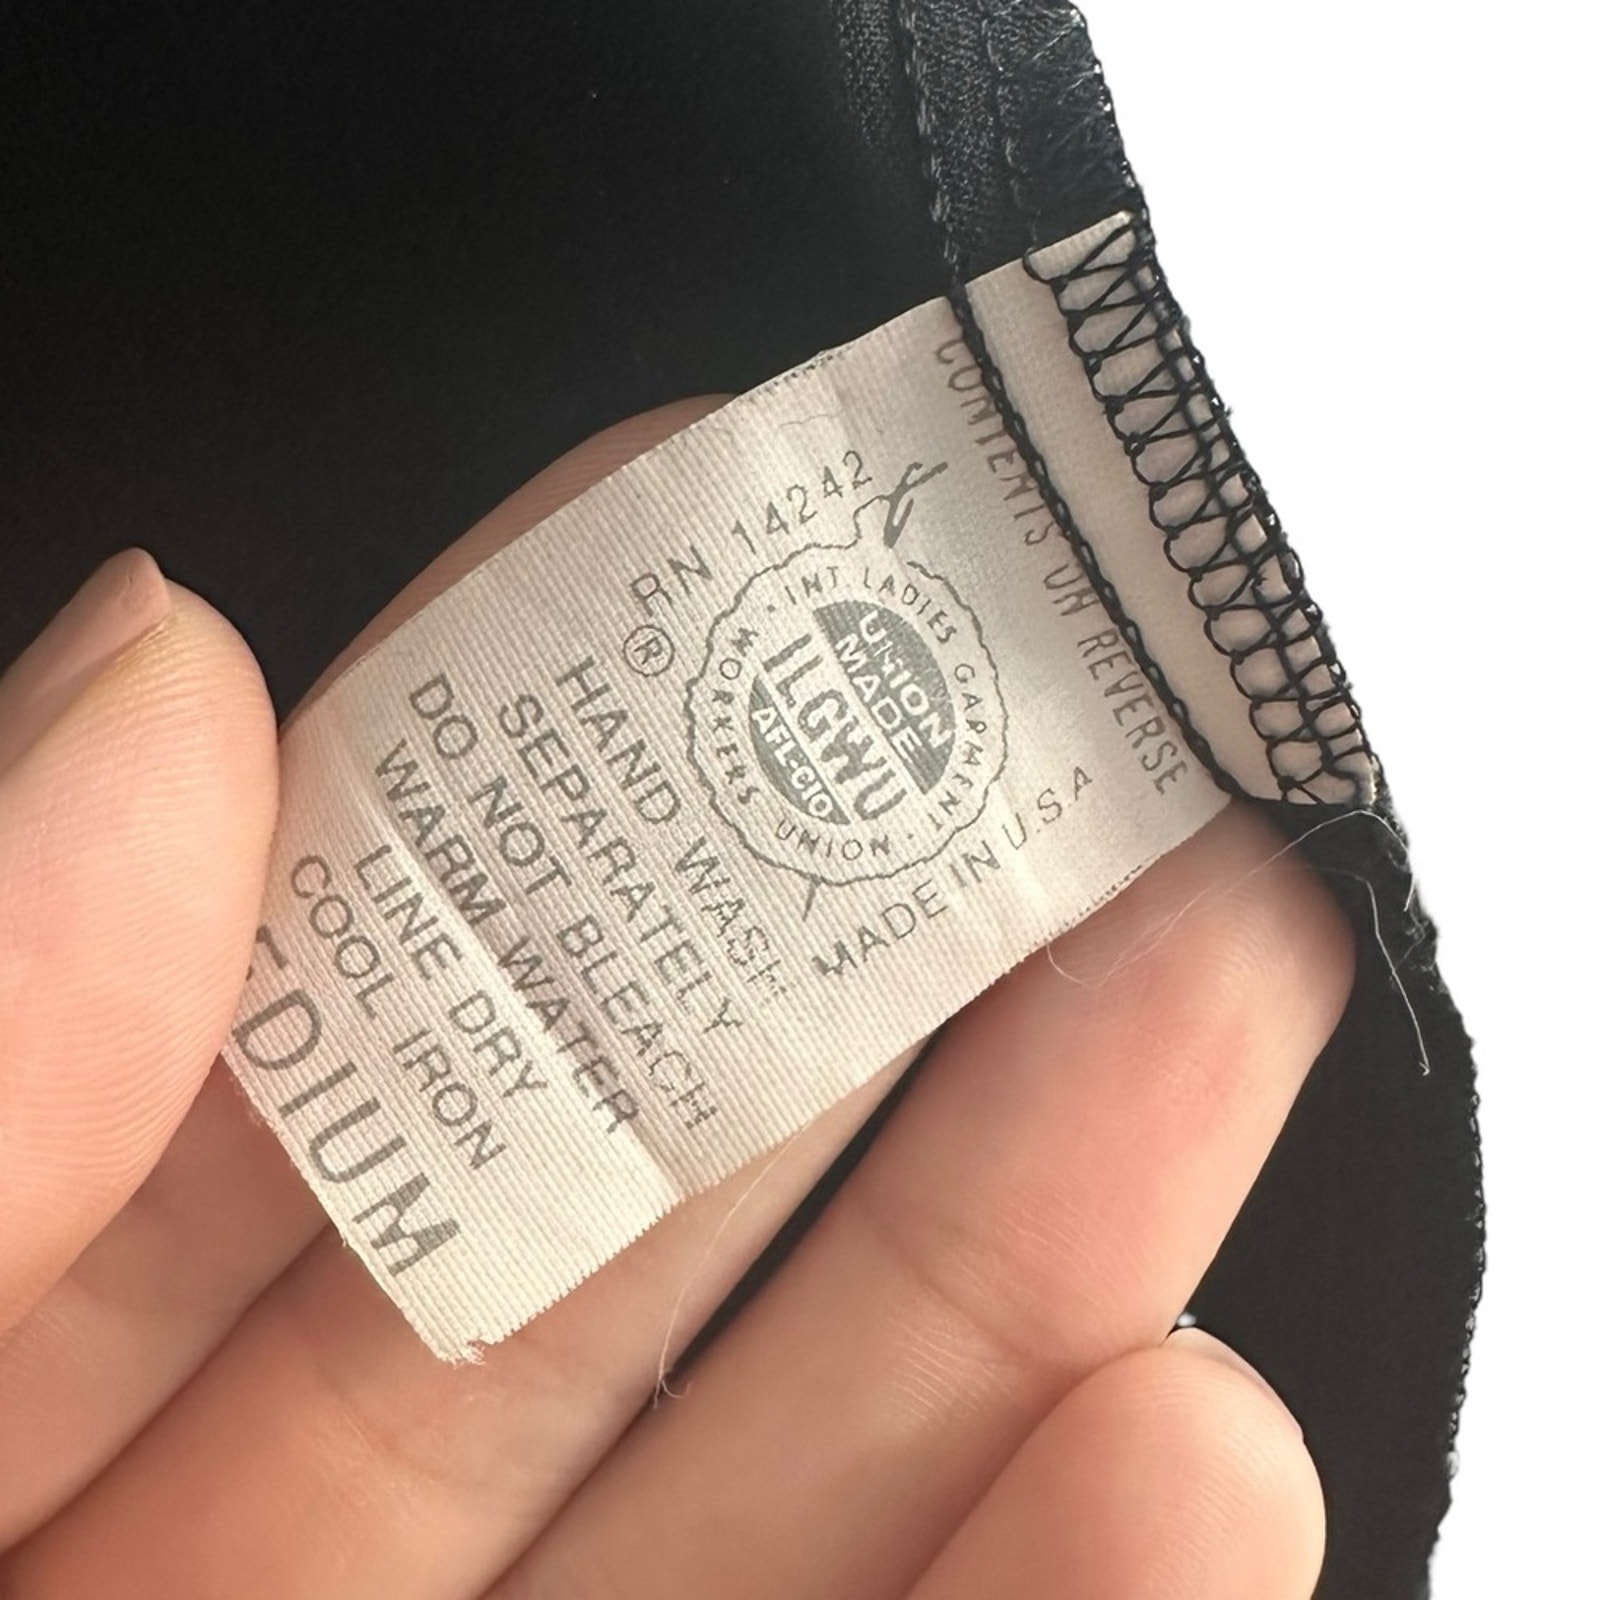 CONTENTS ON REVERSE
RN 14242
INT. LADIES GARMENT WORKERS UNION
UNION
MADE
ILGWU
AFL-CIO
®
MADE IN U.S.A
HAND WASH
SEPARATELY
DO NOT BLEACH
WARM WATER
LINE DRY
COOL IRON
EDIUM